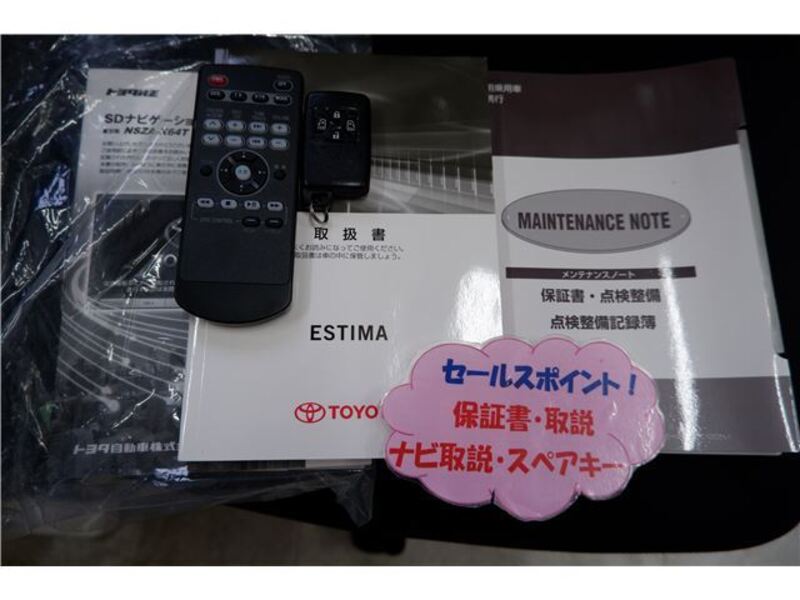 トヨタ純正
SDナビゲーショ
NSZA-X64T
トヨタ自動車株式
取扱書
ESTIMA
TOYO
MAINTENANCE NOTE
メンテナンスノート
保証書・点検整備
点検整備記録簿
セールスポイント!
保証書・取説
ナビ取説・スペアキー